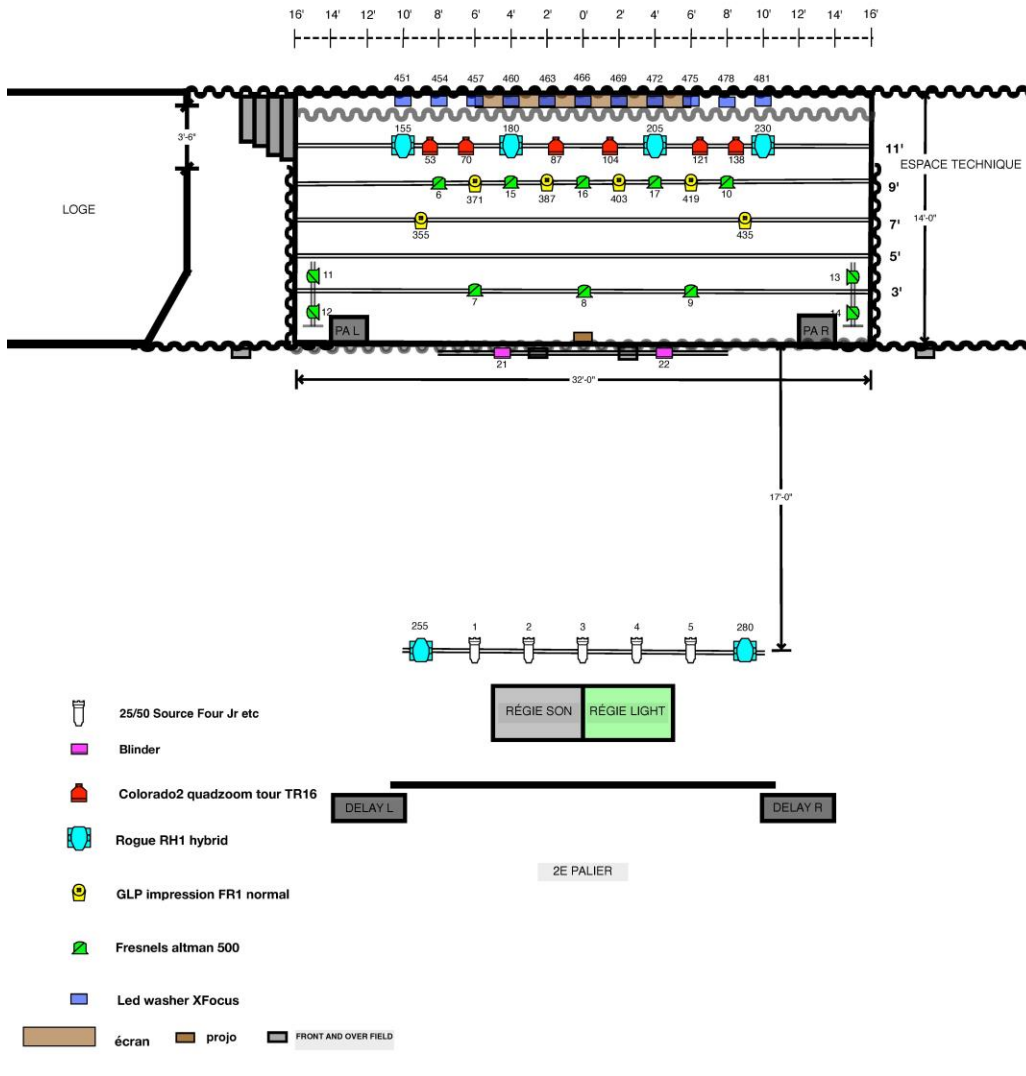 16' 14' 12' 10' 8' 6' 4' 2' 0' 2' 4' 6' 8' 10' 12' 14' 16'
451 454 457 460 463 466 469 472 475 478 481
3'-6"
155 180 205 230
11'
53 70 87 104 121 138
ESPACE TECHNIQUE
9'
6 371 15 387 16 403 17 419 10
LOGE
14'-0"
7'
355 435
5'
11 13
3'
7 8 9
12 14
PA L PA R
21 22
32'-0"
17'-0"
255 1 2 3 4 5 280
RÉGIE SON RÉGIE LIGHT
25/50 Source Four Jr etc
Blinder
Colorado2 quadzoom tour TR16
DELAY L DELAY R
Rogue RH1 hybrid
2E PALIER
GLP impression FR1 normal
Fresnels altman 500
Led washer XFocus
écran projo FRONT AND OVER FIELD